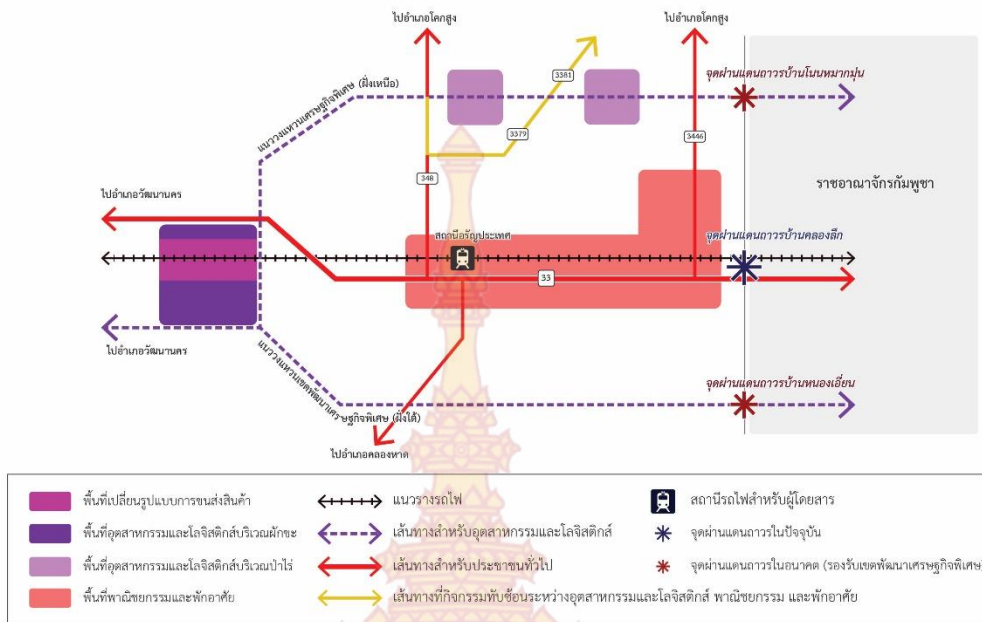 ไปอำเภอโคกสูง
ไปอำเภอโคกสูง
3381
จุดผ่านแดนถาวรบ้านโนนหมากมุ่น
แนววงแหวนเศรษฐกิจพิเศษ (ฝั่งเหนือ)
3379
3446
348
ราชอาณาจักรกัมพูชา
ไปอำเภอวัฒนานคร
สถานีอรัญประเทศ
จุดผ่านแดนถาวรบ้านคลองลึก
33
ไปอำเภอวัฒนานคร
แนววงแหวนเขตพัฒนาเศรษฐกิจพิเศษ (ฝั่งใต้)
จุดผ่านแดนถาวรบ้านหนองเอี่ยน
ไปอำเภอคลองหาด
พื้นที่เปลี่ยนรูปแบบการขนส่งสินค้า
แนวรางรถไฟ
สถานีรถไฟสำหรับผู้โดยสาร
พื้นที่อุตสาหกรรมและโลจิสติกส์บริเวณผักขะ
เส้นทางสำหรับอุตสาหกรรมและโลจิสติกส์
จุดผ่านแดนถาวรในปัจจุบัน
พื้นที่อุตสาหกรรมและโลจิสติกส์บริเวณป่าไร่
เส้นทางสำหรับประชาชนทั่วไป
จุดผ่านแดนถาวรในอนาคต (รองรับเขตพัฒนาเศรษฐกิจพิเศษ)
พื้นที่พาณิชยกรรมและพักอาศัย
เส้นทางที่กิจกรรมทับซ้อนระหว่างอุตสาหกรรมและโลจิสติกส์ พาณิชยกรรม และพักอาศัย